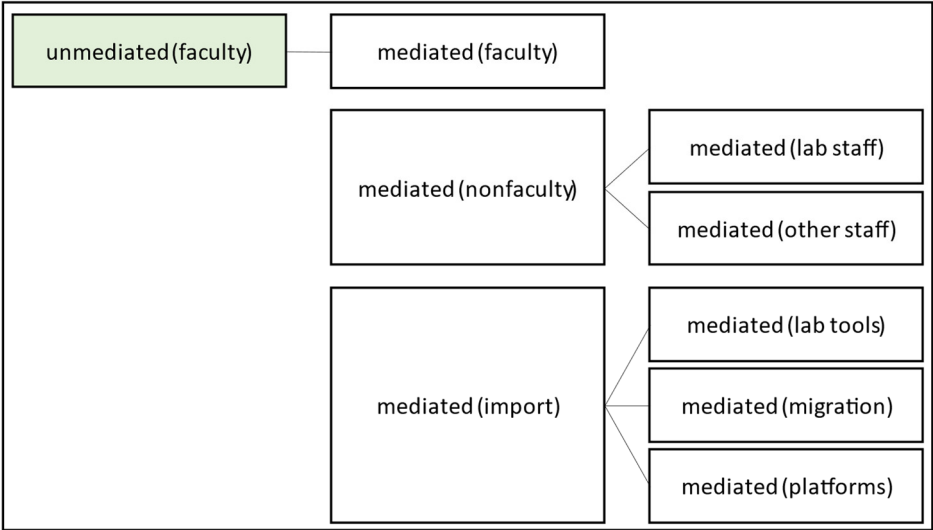 unmediated (faculty)
mediated (faculty)
mediated (nonfaculty)
mediated (lab staff)
mediated (other staff)
mediated (import)
mediated (lab tools)
mediated (migration)
mediated (platforms)